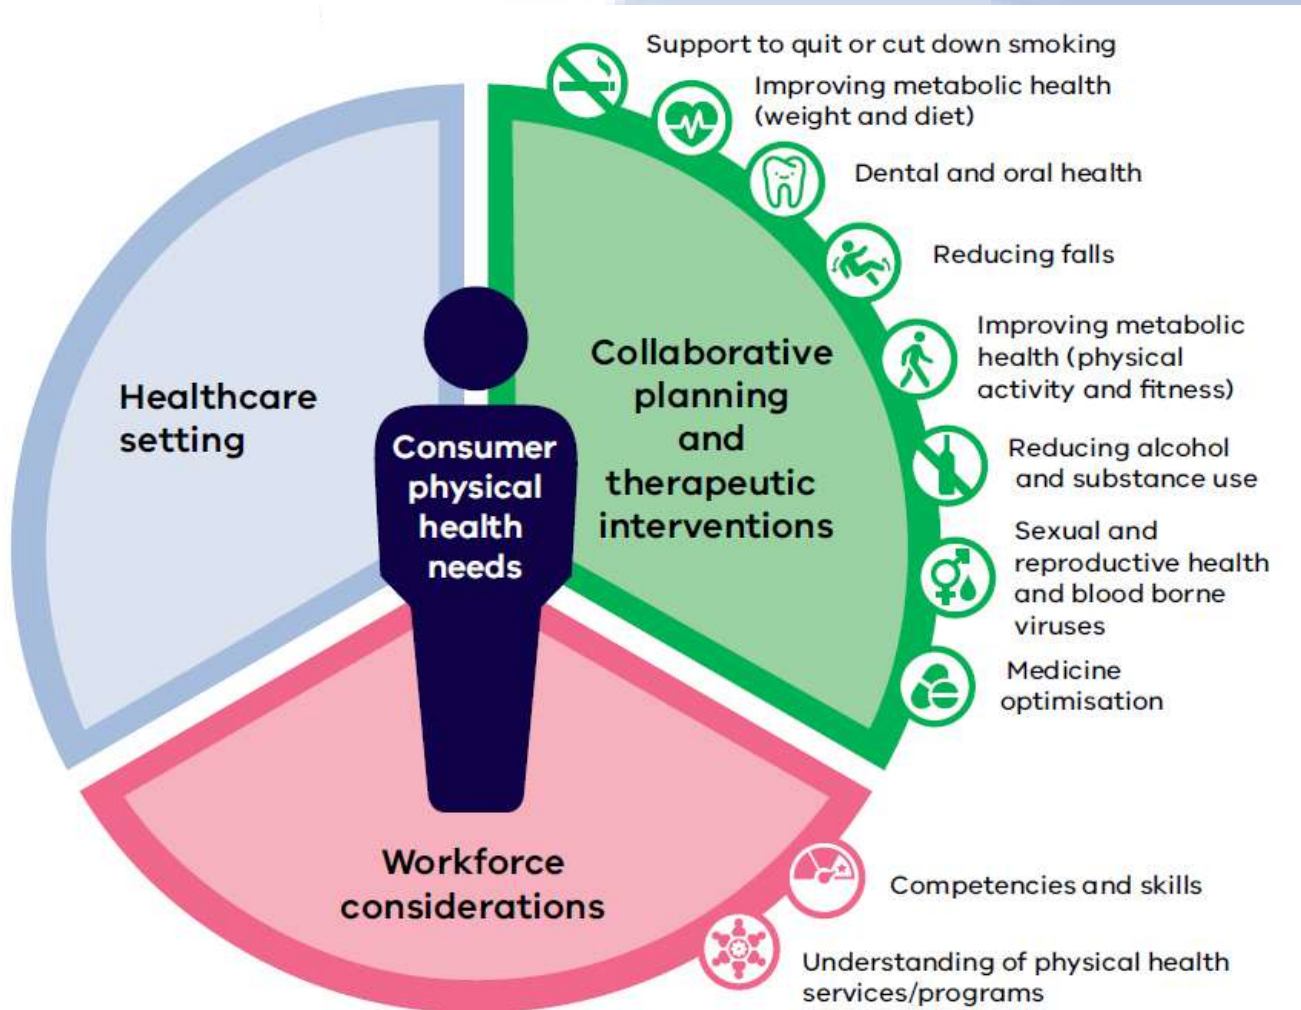 Support to quit or cut down smoking
Improving metabolic health
(weight and diet)
Dental and oral health
Reducing falls
Improving metabolic
health (physical
activity and fitness)
Reducing alcohol
and substance use
Sexual and
reproductive health
and blood borne
viruses
Medicine
optimisation
Collaborative
planning
and
therapeutic
interventions
Healthcare
setting
Consumer
physical
health
needs
Workforce
considerations
Competencies and skills
Understanding of physical health
services/programs